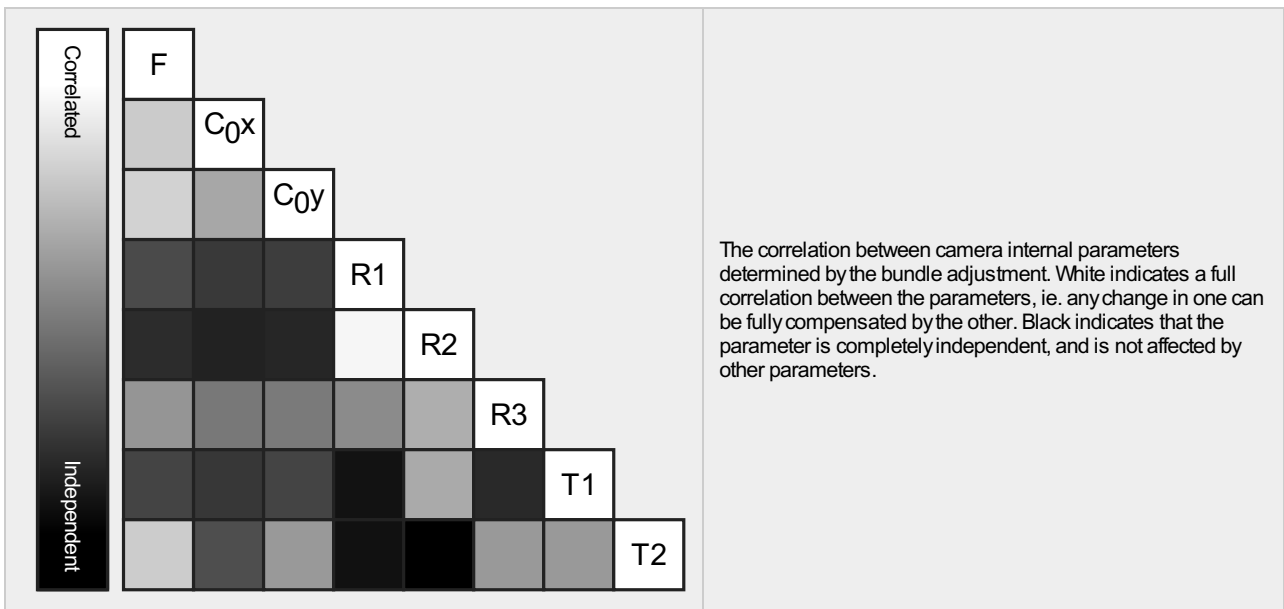 Correlated
Independent
F
C0x
C0y
R1
R2
R3
T1
T2
The correlation between camera internal parameters
determined by the bundle adjustment. White indicates a full
correlation between the parameters, ie. any change in one can
be fully compensated by the other. Black indicates that the
parameter is completely independent, and is not affected by
other parameters.